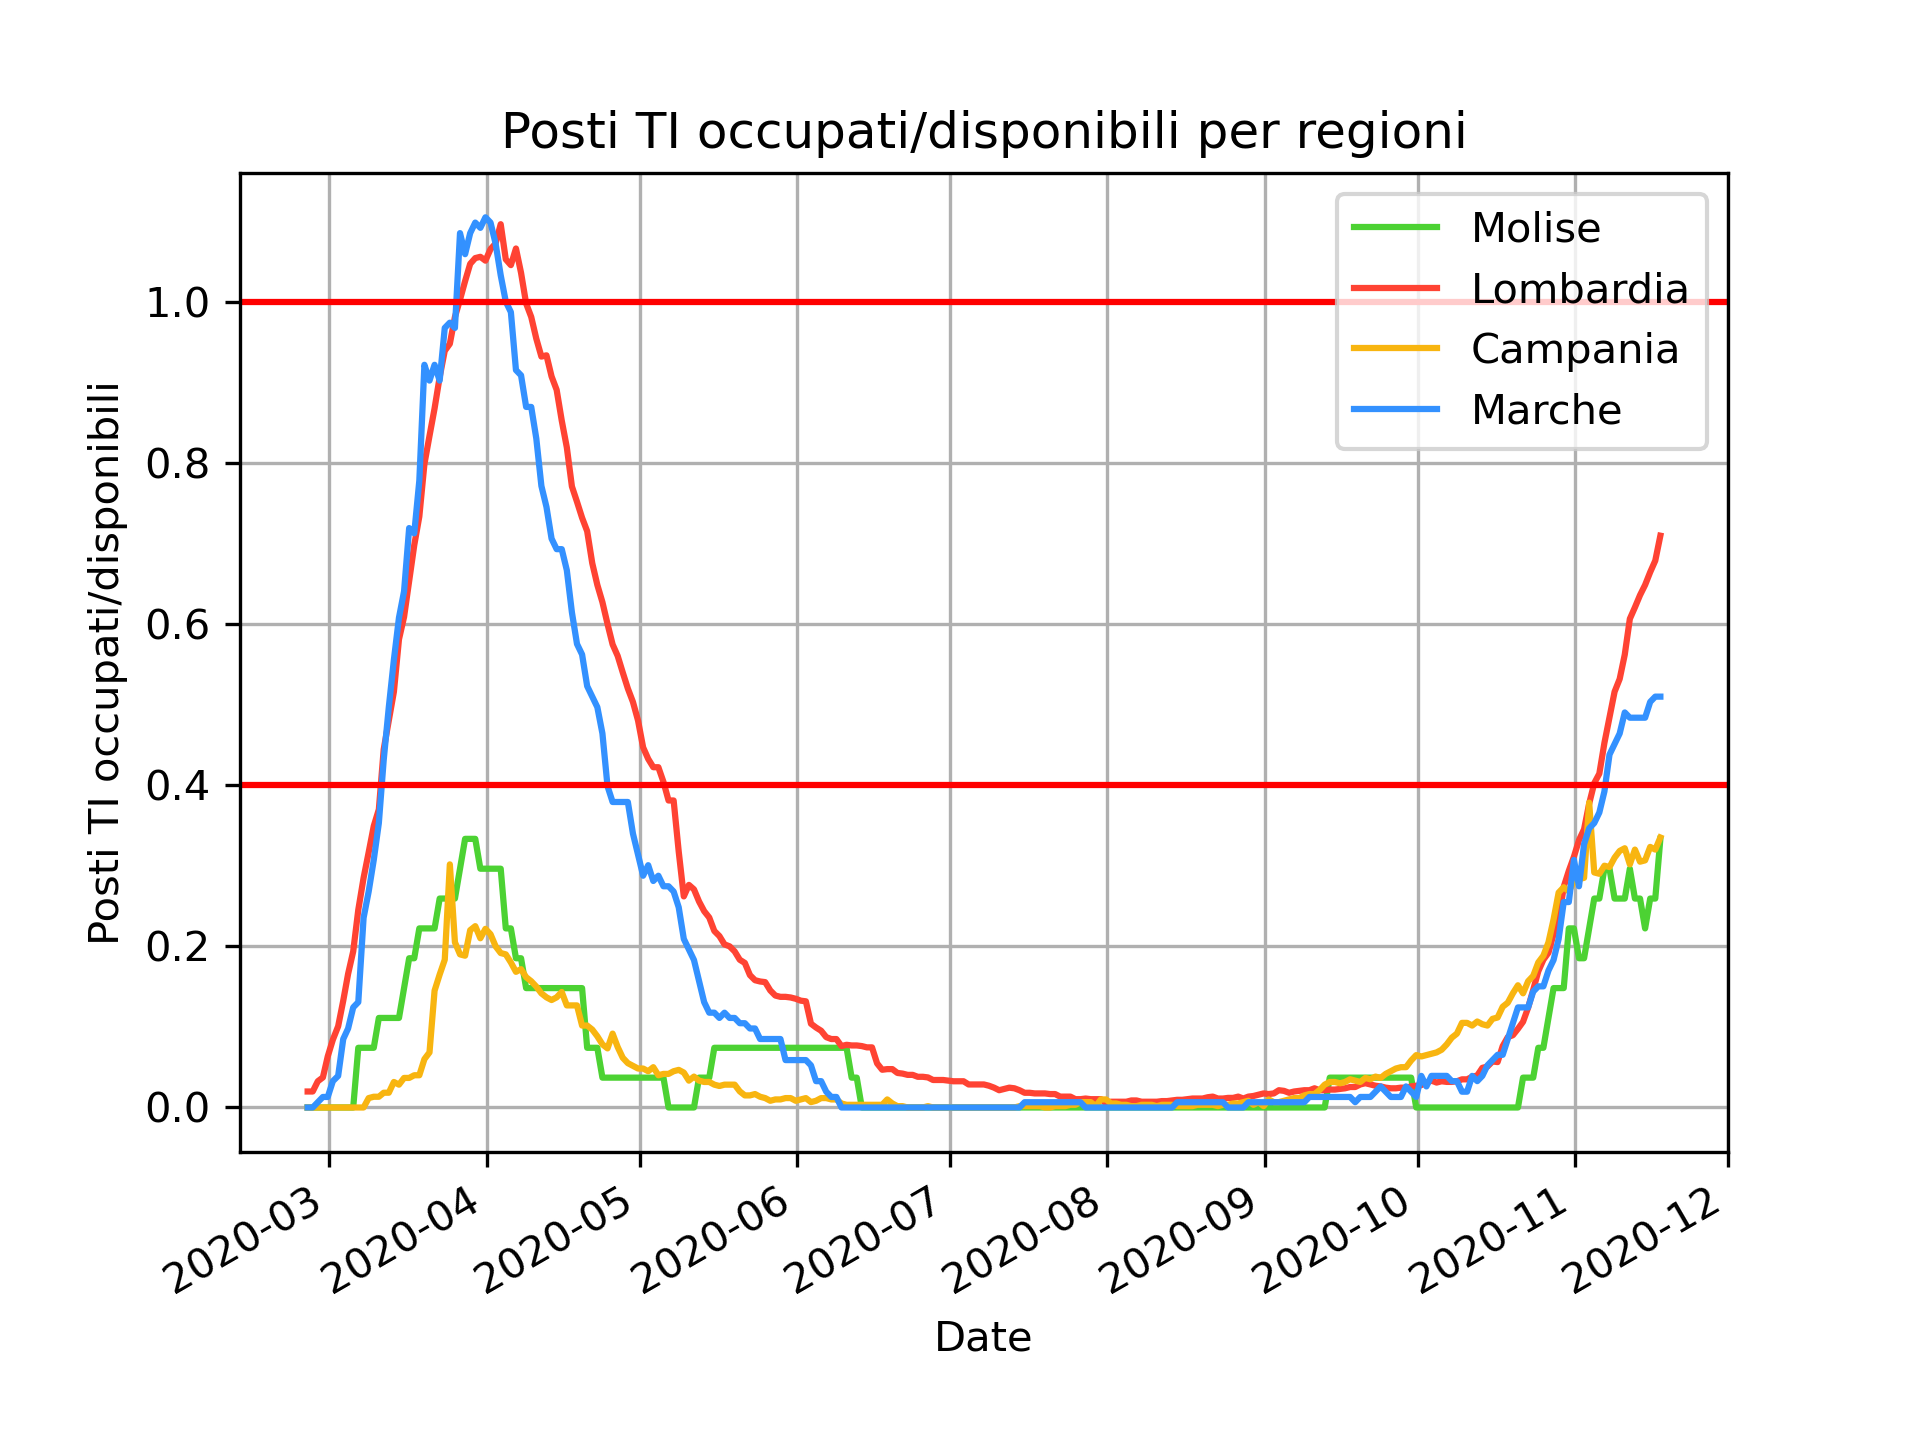 Posti TI occupati/disponibili per regioni
Molise
Lombardia
Campania
Marche
Posti TI occupati/disponibili
1.0
0.8
0.6
0.4
0.2
0.0
2020-03
2020-04
2020-05
2020-06
2020-07
2020-08
2020-09
2020-10
2020-11
2020-12
Date